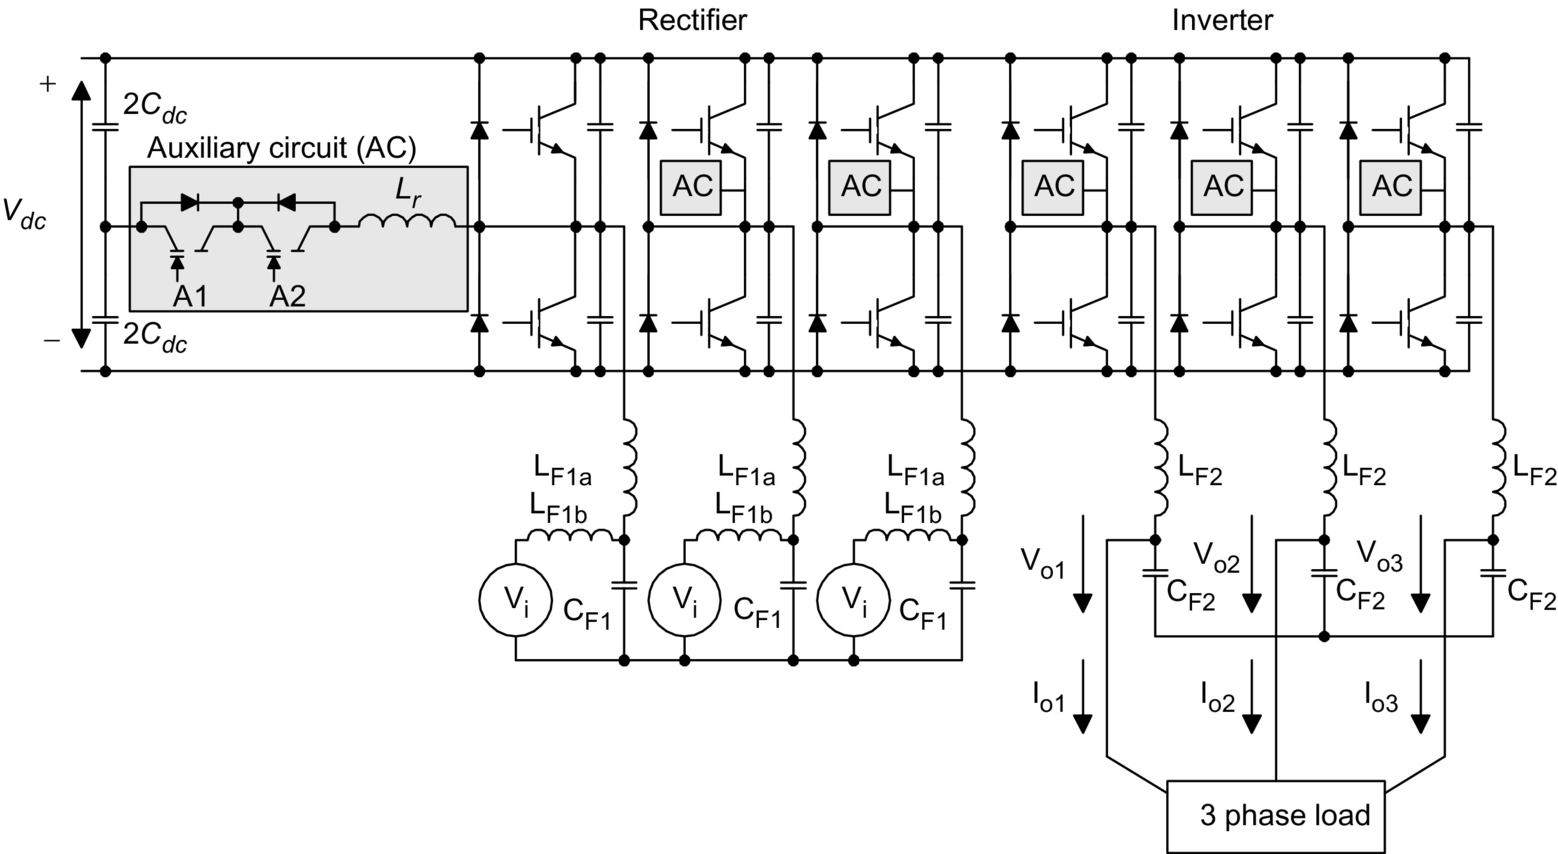 Rectifier
Inverter
+
2Cdc
Auxiliary circuit (AC)
Lr
AC
AC
AC
AC
AC
Vdc
A1
A2
−
2Cdc
LF1a
LF1a
LF1a
LF2
LF2
LF2
LF1b
LF1b
LF1b
Vo1
Vo2
Vo3
Vi
CF1
Vi
CF1
Vi
CF1
CF2
CF2
CF2
Io1
Io2
Io3
3 phase load